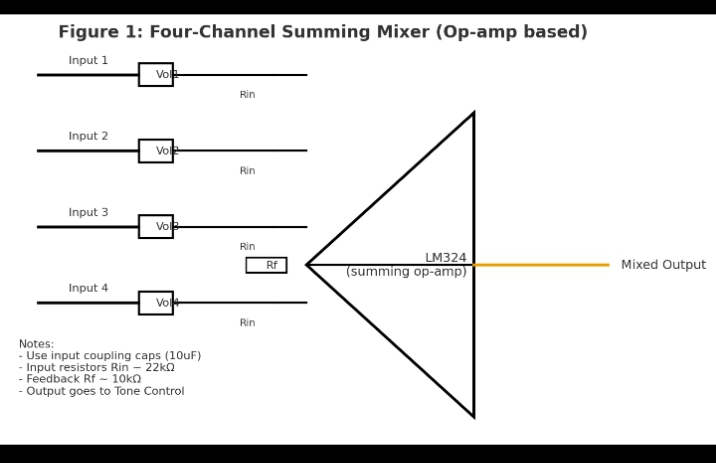 Figure 1: Four-Channel Summing Mixer (Op-amp based)
Input 1
Vol1
Rin
Input 2
Vol2
Rin
Input 3
Vol3
Rin
Rf
LM324
(summing op-amp)
Mixed Output
Input 4
Vol4
Rin
Notes:
- Use input coupling caps (10uF)
- Input resistors Rin ~ 22kΩ
- Feedback Rf ~ 10kΩ
- Output goes to Tone Control